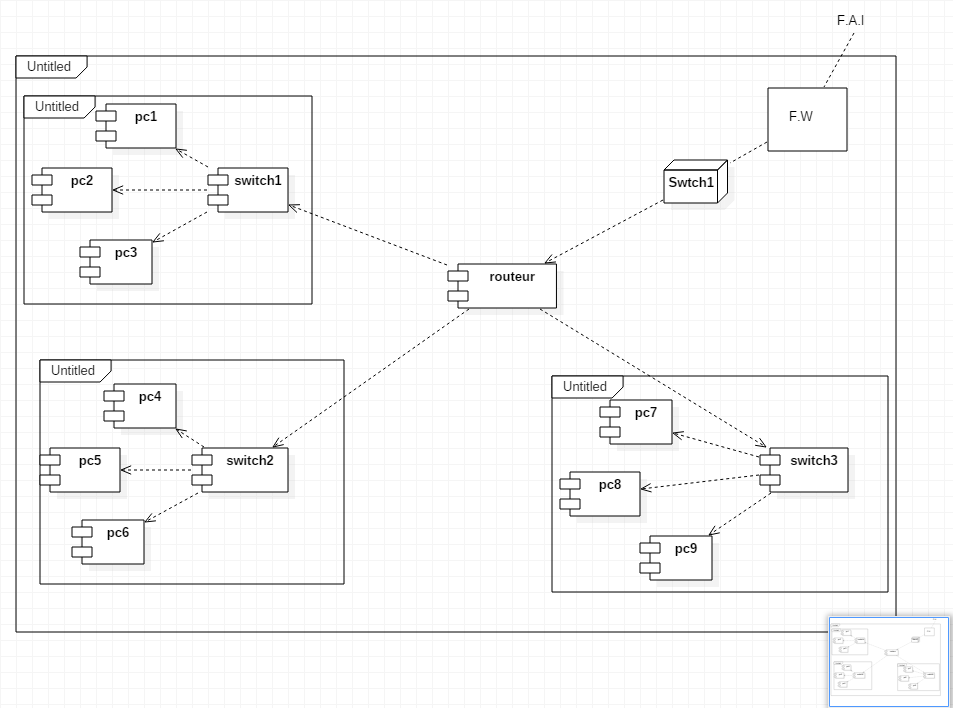 F.A.I
Untitled
Untitled
pc1
F.W
pc2
switch1
Swtch1
pc3
routeur
Untitled
Untitled
pc4
pc7
pc5
switch2
switch3
pc8
pc6
pc9